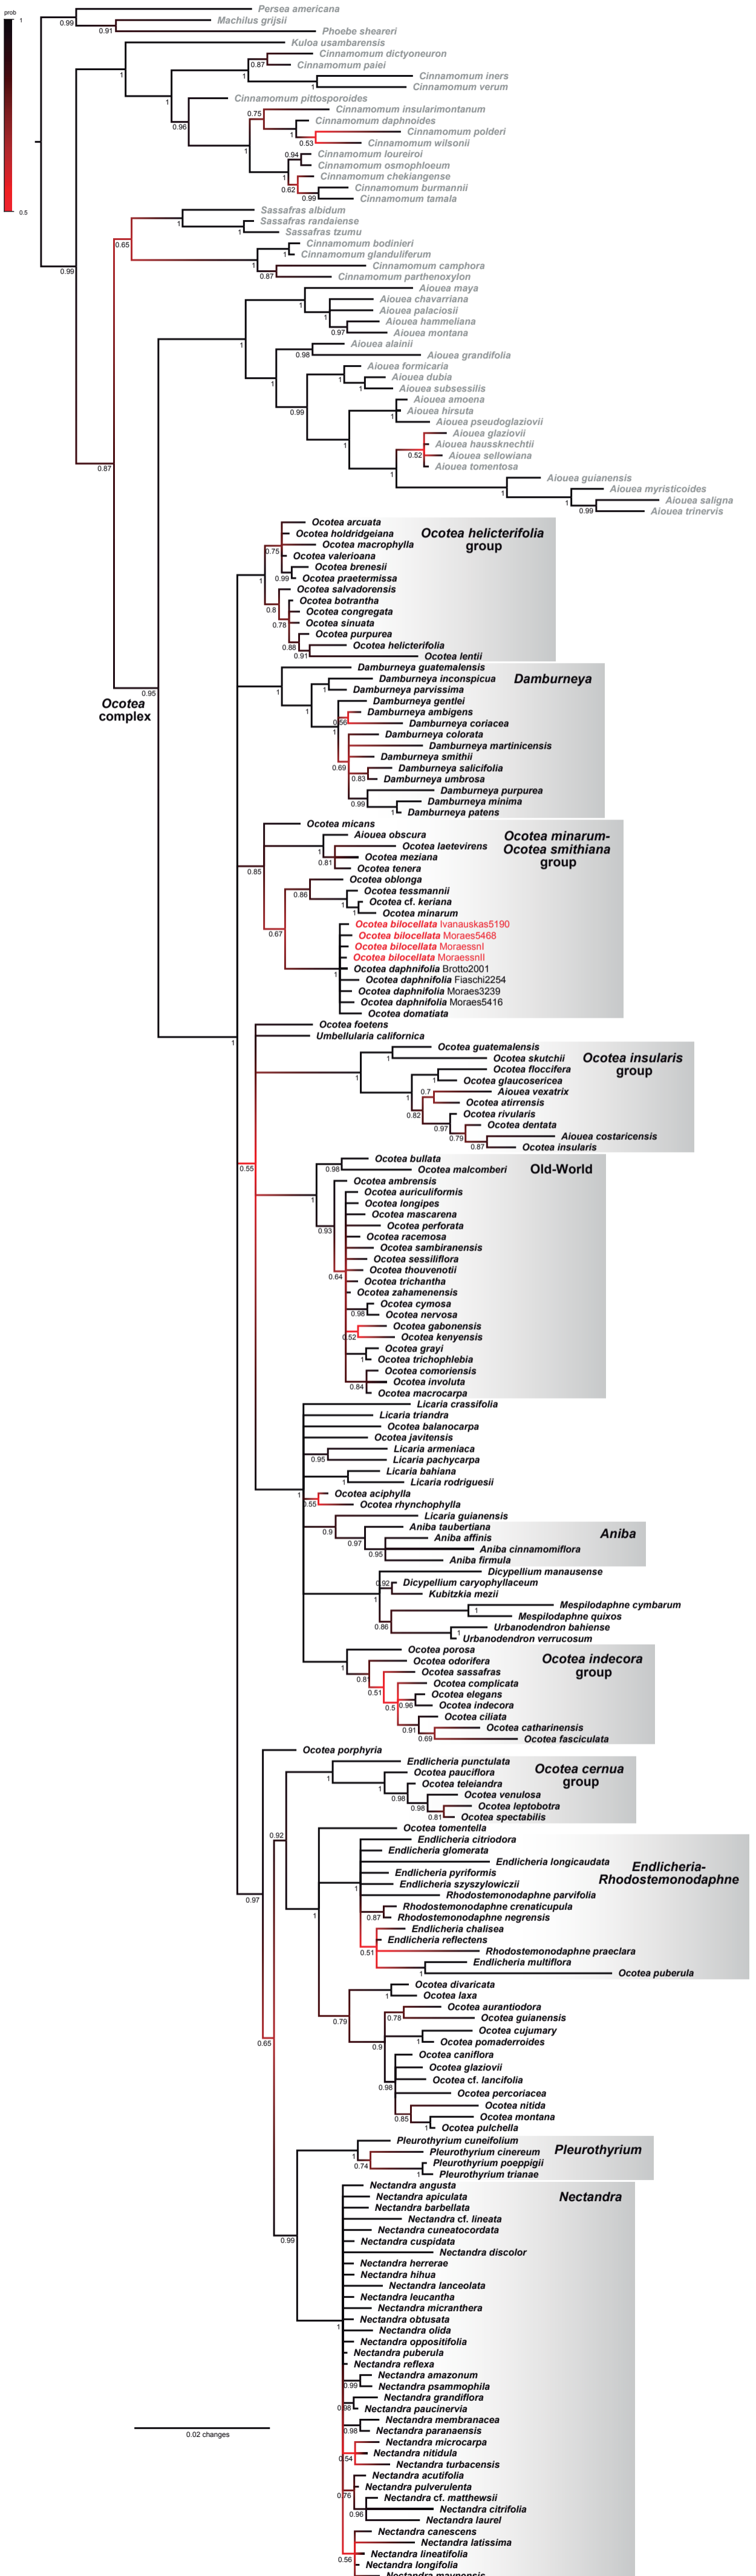 prob
1
0.5
Persea americana
0.99
Machilus grijsii
0.91
Phoebe sheareri
Kuloa usambarensis
Cinnamomum dictyoneuron
0.87
Cinnamomum paiei
1
Cinnamomum iners
1
Cinnamomum verum
1
Cinnamomum pittosporoides
0.96
Cinnamomum insularimontanum
0.75
Cinnamomum daphnoides
1
Cinnamomum polderi
0.53
Cinnamomum wilsonii
1
Cinnamomum loureiroi
0.94
Cinnamomum osmophloeum
1
Cinnamomum chekiangense
0.62
Cinnamomum burmannii
0.99
Cinnamomum tamala
Sassafras albidum
Sassafras randaiense
1
1
Sassafras tzumu
0.65
Cinnamomum bodinieri
1
Cinnamomum glanduliferum
1
Cinnamomum camphora
0.99
0.87
Cinnamomum parthenoxylon
Aiouea maya
Aiouea chavarriana
1
Aiouea palaciosii
1
Aiouea hammeliana
0.97
Aiouea montana
1
Aiouea alainii
0.98
Aiouea grandifolia
Aiouea formicaria
1
Aiouea dubia
1
1
Aiouea subsessilis
Aiouea amoena
0.99
1
Aiouea hirsuta
Aiouea pseudoglaziovii
Aiouea glaziovii
1
Aiouea haussknechtii
0.52
Aiouea sellowiana
0.87
1
Aiouea tomentosa
Aiouea guianensis
1
Aiouea myristicoides
1
Aiouea saligna
0.99
Aiouea trinervis
Ocotea arcuata
Ocotea holdridgeiana
Ocotea helicterifolia
group
Ocotea macrophylla
0.75
Ocotea valerioana
Ocotea brenesii
1
0.99
Ocotea praetermissa
Ocotea salvadorensis
Ocotea botrantha
0.8
Ocotea congregata
0.78
Ocotea sinuata
Ocotea purpurea
0.88
Ocotea helicterifolia
0.91
Ocotea lentii
Damburneya guatemalensis
Damburneya
Damburneya inconspicua
1
1
Damburneya parvissima
0.95
Ocotea
complex
Damburneya gentlei
1
Damburneya ambigens
0.56
Damburneya coriacea
1
Damburneya colorata
Damburneya martinicensis
Damburneya smithii
0.69
Damburneya salicifolia
0.83
Damburneya umbrosa
Damburneya purpurea
0.99
Damburneya minima
1
Damburneya patens
Ocotea micans
Ocotea minarum-
Ocotea smithiana
group
Aiouea obscura
Ocotea laetevirens
1
Ocotea meziana
0.81
0.85
Ocotea tenera
Ocotea oblonga
Ocotea tessmannii
0.86
Ocotea cf. keriana
1
1
Ocotea minarum
Ocotea bilocellata Ivanauskas5190
0.67
Ocotea bilocellata Moraes5468
Ocotea bilocellata MoraessnI
Ocotea bilocellata MoraessnII
Ocotea daphnifolia Brotto2001
1
Ocotea daphnifolia Fiaschi2254
Ocotea daphnifolia Moraes3239
Ocotea daphnifolia Moraes5416
Ocotea domatiata
Ocotea foetens
Umbellularia californica
1
Ocotea guatemalensis
1
Ocotea skutchii
Ocotea insularis
group
Ocotea floccifera
1
1
Ocotea glaucosericea
1
Aiouea vexatrix
0.7
Ocotea atirrensis
0.82
Ocotea rivularis
0.97
Ocotea dentata
0.79
Aiouea costaricensis
0.87
Ocotea insularis
Ocotea bullata
Old-World
0.98
Ocotea malcomberi
0.55
Ocotea ambrensis
Ocotea auriculiformis
1
Ocotea longipes
Ocotea mascarena
Ocotea perforata
0.93
Ocotea racemosa
Ocotea sambiranensis
Ocotea sessiliflora
Ocotea thouvenotii
0.64
Ocotea trichantha
Ocotea zahamenensis
Ocotea cymosa
0.98
Ocotea nervosa
Ocotea gabonensis
0.52
Ocotea kenyensis
Ocotea grayi
1
Ocotea trichophlebia
Ocotea comoriensis
Ocotea involuta
0.84
Ocotea macrocarpa
Licaria crassifolia
Licaria triandra
Ocotea balanocarpa
Ocotea javitensis
Licaria armeniaca
0.95
Licaria pachycarpa
Licaria bahiana
1
Licaria rodriguesii
1
Ocotea aciphylla
0.55
Ocotea rhynchophylla
Licaria guianensis
0.9
Aniba taubertiana
Aniba
Aniba affinis
0.97
Aniba cinnamomiflora
0.95
Aniba firmula
Dicypellium manausense
0.92
Dicypellium caryophyllaceum
1
Kubitzkia mezii
Mespilodaphne cymbarum
1
Mespilodaphne quixos
0.86
Urbanodendron bahiense
1
Urbanodendron verrucosum
Ocotea porosa
Ocotea indecora
group
Ocotea odorifera
1
Ocotea sassafras
0.81
Ocotea complicata
0.51
Ocotea elegans
0.96
Ocotea indecora
0.5
Ocotea ciliata
0.91
Ocotea catharinensis
0.69
Ocotea fasciculata
Ocotea porphyria
Endlicheria punctulata
Ocotea cernua
group
Ocotea pauciflora
1
Ocotea teleiandra
1
Ocotea venulosa
0.98
Ocotea leptobotra
0.98
Ocotea spectabilis
0.81
Ocotea tomentella
0.92
Endlicheria citriodora
Endlicheria glomerata
Endlicheria longicaudata
Endlicheria-
Rhodostemonodaphne
Endlicheria pyriformis
Endlicheria szyszylowiczii
1
Rhodostemonodaphne parvifolia
0.97
Rhodostemonodaphne crenaticupula
1
0.87
Rhodostemonodaphne negrensis
Endlicheria chalisea
Endlicheria reflectens
0.51
Rhodostemonodaphne praeclara
Endlicheria multiflora
1
Ocotea puberula
Ocotea divaricata
1
Ocotea laxa
Ocotea aurantiodora
0.79
0.78
Ocotea guianensis
Ocotea cujumary
0.65
0.9
1
Ocotea pomaderroides
Ocotea caniflora
Ocotea glaziovii
Ocotea cf. lancifolia
0.98
Ocotea percoriacea
Ocotea nitida
0.85
Ocotea montana
1
Ocotea pulchella
Pleurothyrium cuneifolium
Pleurothyrium
1
Pleurothyrium cinereum
0.74
Pleurothyrium poeppigii
1
Pleurothyrium trianae
Nectandra angusta
Nectandra
Nectandra apiculata
Nectandra barbellata
Nectandra cf. lineata
Nectandra cuneatocordata
0.99
Nectandra cuspidata
Nectandra discolor
Nectandra herrerae
Nectandra hihua
Nectandra lanceolata
Nectandra leucantha
Nectandra micranthera
Nectandra obtusata
1
Nectandra olida
Nectandra oppositifolia
Nectandra puberula
Nectandra reflexa
Nectandra amazonum
0.99
Nectandra psammophila
Nectandra grandiflora
0.98
Nectandra paucinervia
Nectandra membranacea
0.98
Nectandra paranaensis
0.02 changes
Nectandra microcarpa
Nectandra nitidula
0.54
Nectandra turbacensis
Nectandra acutifolia
Nectandra pulverulenta
0.76
Nectandra cf. matthewsii
Nectandra citrifolia
0.96
Nectandra laurel
Nectandra canescens
Nectandra latissima
Nectandra lineatifolia
0.56
Nectandra longifolia